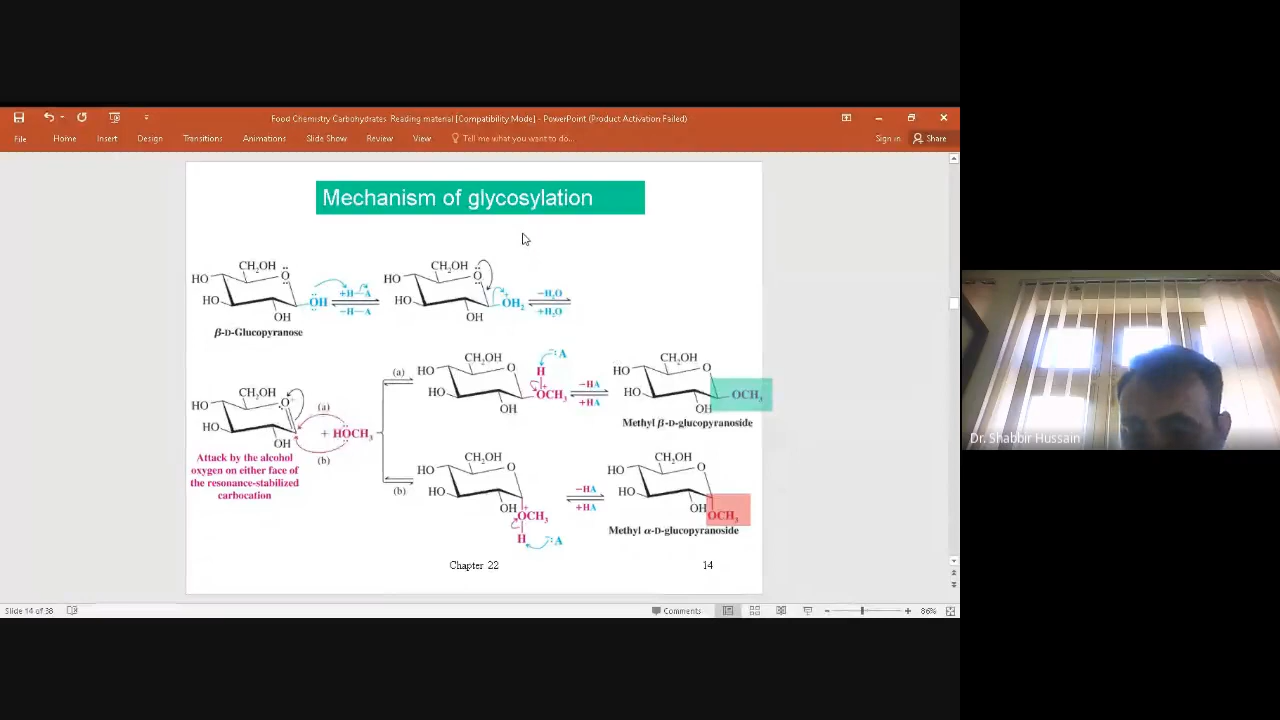 Food Chemistry Carbohydrates Reading material [Compatibility Mode] - PowerPoint (Product Activation Failed)
File Home Insert Design Transitions Animations Slide Show Review View Tell me what you want to do... Sign in Share
Mechanism of glycosylation
CH₂OH CH₂OH
HO O HO O
HO ÖH +H—A HO OH₂ −H₂O
−H—A +H₂O
OH OH
β-D-Glucopyranose
CH₂OH H :A CH₂OH
HO O HO O
(a)
HO OCH₃ −HA HO OCH₃
+HA
OH OH
Methyl β-D-glucopyranoside
CH₂OH
HO O (a)
HO
OH + HOCH₃
(b)
Attack by the alcohol
oxygen on either face of
the resonance-stabilized
carbocation
CH₂OH CH₂OH
HO O HO O
(b)
HO −HA HO
+HA
OH OCH₃ OH OCH₃
H :A
Methyl α-D-glucopyranoside
Chapter 22 14
Slide 14 of 38 Comments 86%
Dr. Shabbir Hussain